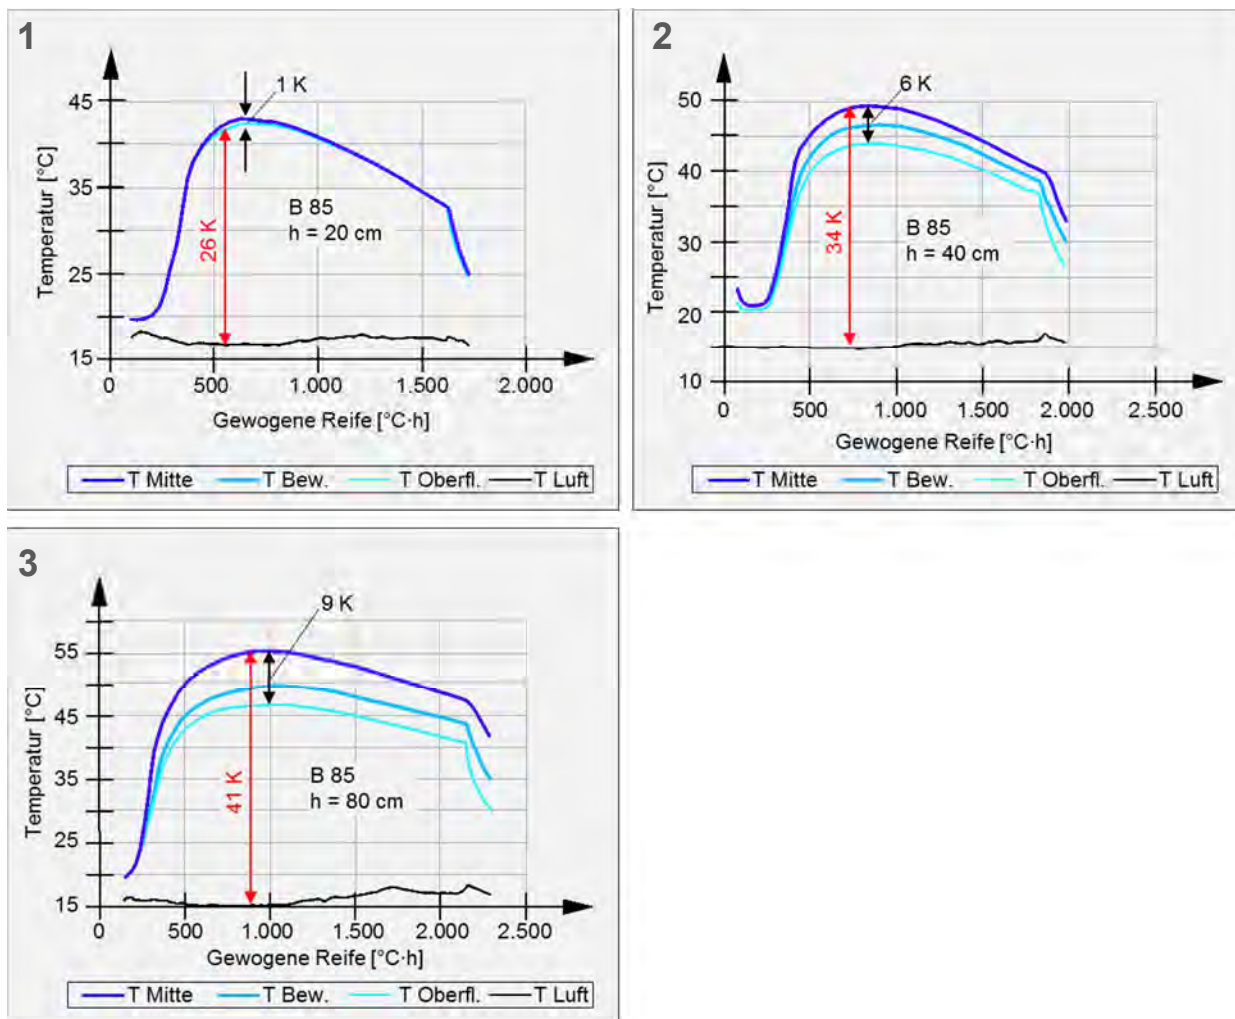 1
1 K
45
35
25
15
Temperatur [°C]
26 K
B 85
h = 20 cm
0 500 1.000 1.500 2.000
Gewogene Reife [°C·h]
T Mitte T Bew. T Oberfl. T Luft
2
6 K
50
40
30
20
10
Temperatur [°C]
34 K
B 85
h = 40 cm
0 500 1.000 1.500 2.000 2.500
Gewogene Reife [°C·h]
T Mitte T Bew. T Oberfl. T Luft
3
9 K
55
45
35
25
15
Temperatur [°C]
41 K
B 85
h = 80 cm
0 500 1.000 1.500 2.000 2.500
Gewogene Reife [°C·h]
T Mitte T Bew. T Oberfl. T Luft